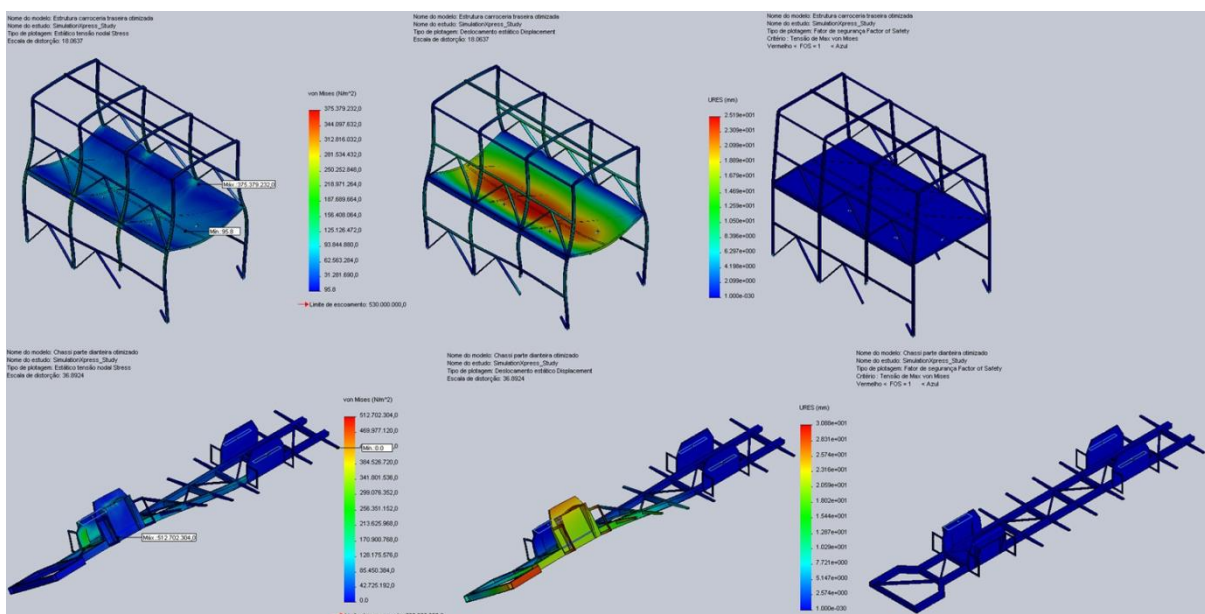 Nome do modelo: Estrutura carroceria traseira otimizada
Nome do estudo: SimulationXpress_Study
Tipo de plotagem: Estático tensão nodal Stress
Escala de distorção: 18.0637
von Mises (N/m^2)
375.379.232,0
344.097.632,0
312.816.032,0
281.534.432,0
250.252.848,0
218.971.264,0
187.689.664,0
156.408.064,0
125.126.472,0
93.844.880,0
62.563.284,0
31.281.690,0
95.8
Máx.:375.379.232,0
Mín.:95.8
Limite de escoamento: 530.000.000,0
Nome do modelo: Estrutura carroceria traseira otimizada
Nome do estudo: SimulationXpress_Study
Tipo de plotagem: Deslocamento estático Displacement
Escala de distorção: 18.0637
URES (mm)
2.519e+001
2.309e+001
2.099e+001
1.889e+001
1.679e+001
1.469e+001
1.259e+001
1.050e+001
8.396e+000
6.297e+000
4.198e+000
2.099e+000
1.000e-030
Nome do modelo: Estrutura carroceria traseira otimizada
Nome do estudo: SimulationXpress_Study
Tipo de plotagem: Fator de segurança Factor of Safety
Critério : Tensão de Max von Mises
Vermelho < FOS = 1 < Azul
Nome do modelo: Chassi parte dianteira otimizado
Nome do estudo: SimulationXpress_Study
Tipo de plotagem: Estático tensão nodal Stress
Escala de distorção: 36.8924
von Mises (N/m^2)
512.702.304,0
469.977.120,0
384.526.720,0
341.801.536,0
299.076.352,0
256.351.152,0
213.625.968,0
170.900.768,0
128.175.576,0
85.450.384,0
42.725.192,0
0.0
Mín.:0.0
Máx.:512.702.304,0
Nome do modelo: Chassi parte dianteira otimizado
Nome do estudo: SimulationXpress_Study
Tipo de plotagem: Deslocamento estático Displacement
Escala de distorção: 36.8924
URES (mm)
3.088e+001
2.831e+001
2.574e+001
2.316e+001
2.059e+001
1.802e+001
1.544e+001
1.287e+001
1.029e+001
7.721e+000
5.147e+000
2.574e+000
1.000e-030
Nome do modelo: Chassi parte dianteira otimizado
Nome do estudo: SimulationXpress_Study
Tipo de plotagem: Fator de segurança Factor of Safety
Critério : Tensão de Max von Mises
Vermelho < FOS = 1 < Azul